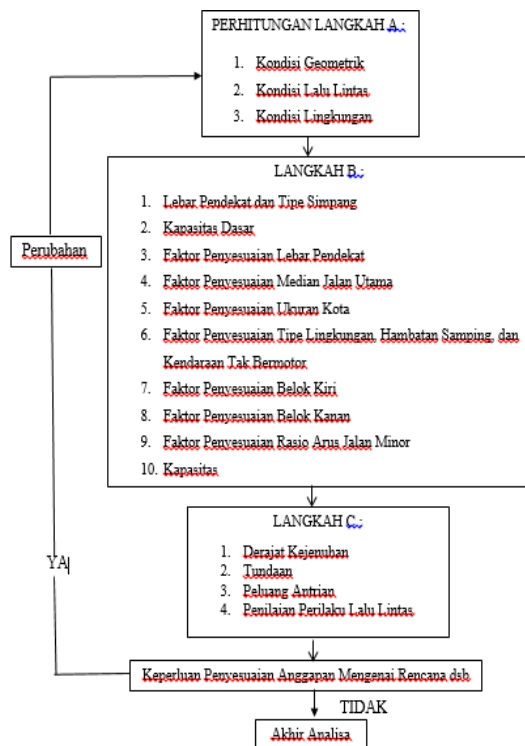 PERHITUNGAN LANGKAH A.:
1. Kondisi Geometrik
2. Kondisi Lalu Lintas
3. Kondisi Lingkungan
LANGKAH B.:
1. Lebar Pendekat dan Tipe Simpang
2. Kapasitas Dasar
3. Faktor Penyesuaian Lebar Pendekat
4. Faktor Penyesuaian Median Jalan Utama
5. Faktor Penyesuaian Ukuran Kota
6. Faktor Penyesuaian Tipe Lingkungan, Hambatan Samping, dan
Kendaraan Tak Bermotor
7. Faktor Penyesuaian Belok Kiri
8. Faktor Penyesuaian Belok Kanan
9. Faktor Penyesuaian Rasio Arus Jalan Minor
10. Kapasitas
Perubahan
LANGKAH C.:
1. Derajat Kejenuhan
2. Tundaan
3. Peluang Antrian
4. Penilaian Perilaku Lalu Lintas
YA
Keperluan Penyesuaian Anggapan Mengenai Rencana dsb
TIDAK
Akhir Analisa